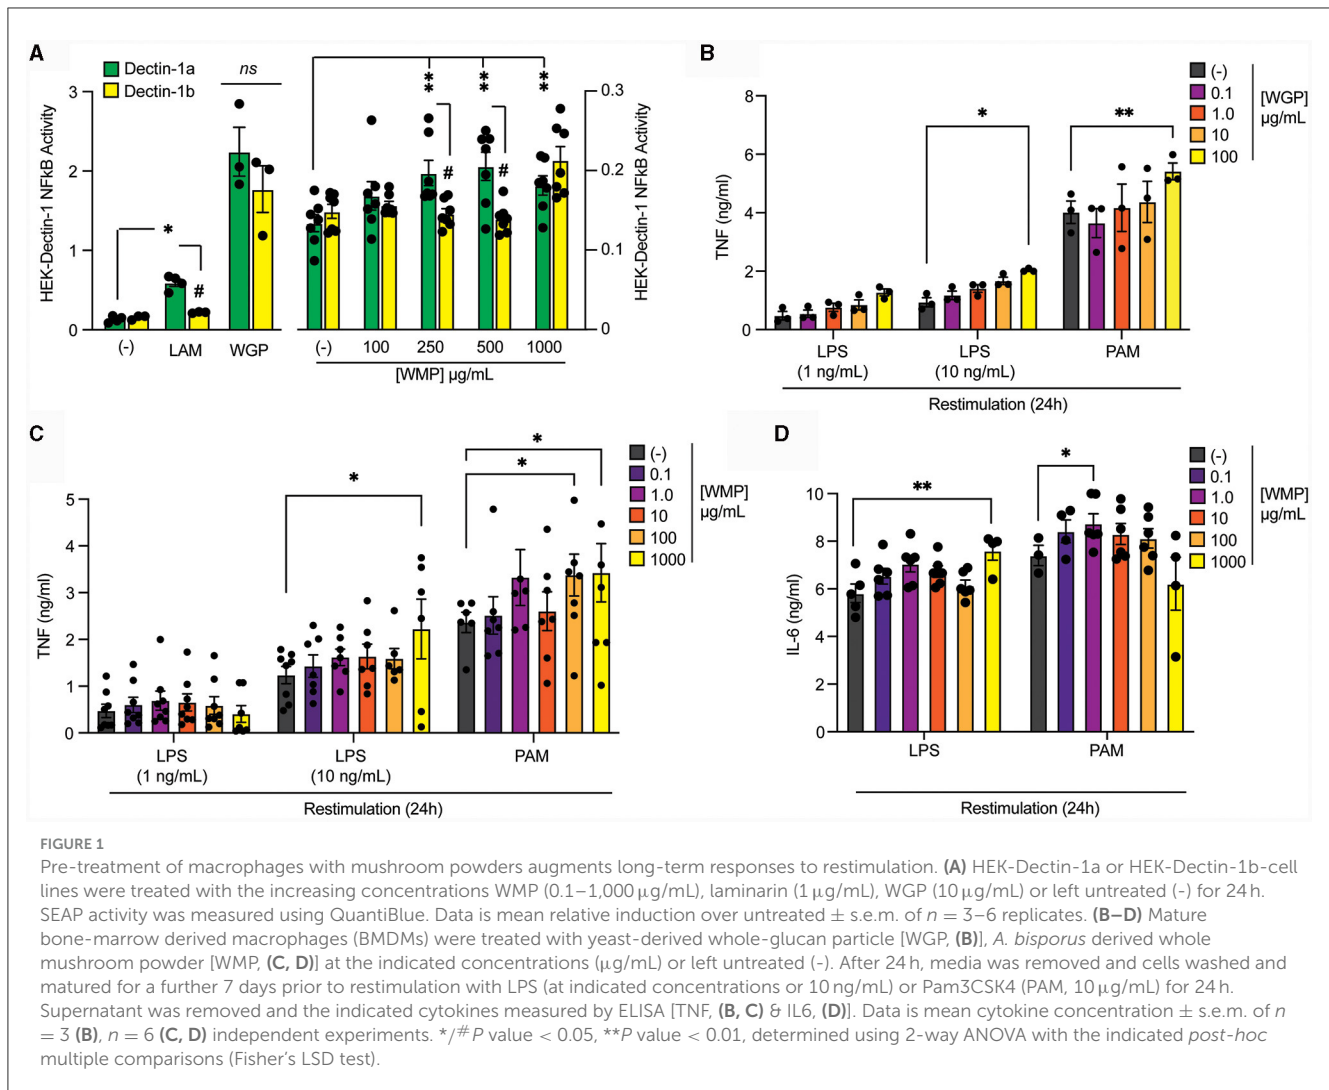 A
Dectin-1a
Dectin-1b
ns
*
*
*
*
*
*
*
#
#
#
HEK-Dectin-1 NFkB Activity
3
2
1
0
0.3
0.2
0.1
0
HEK-Dectin-1 NFkB Activity
(-)
LAM
WGP
(-)
100
250
500
1000
[WMP] µg/mL
B
(-)
0.1
1.0
10
100
[WGP]
µg/mL
*
**
TNF (ng/ml)
8
6
4
2
0
LPS
(1 ng/mL)
LPS
(10 ng/mL)
PAM
Restimulation (24h)
C
(-)
0.1
1.0
10
100
1000
[WMP]
µg/mL
*
*
*
TNF (ng/ml)
5
4
3
2
1
0
LPS
(1 ng/mL)
LPS
(10 ng/mL)
PAM
Restimulation (24h)
D
(-)
0.1
1.0
10
100
1000
[WMP]
µg/mL
**
*
IL-6 (ng/ml)
10
8
6
4
2
0
LPS
PAM
Restimulation (24h)
FIGURE 1
Pre-treatment of macrophages with mushroom powders augments long-term responses to restimulation. (A) HEK-Dectin-1a or HEK-Dectin-1b-cell
lines were treated with the increasing concentrations WMP (0.1–1,000 µg/mL), laminarin (1 µg/mL), WGP (10 µg/mL) or left untreated (-) for 24 h.
SEAP activity was measured using QuantiBlue. Data is mean relative induction over untreated ± s.e.m. of n = 3–6 replicates. (B–D) Mature
bone-marrow derived macrophages (BMDMs) were treated with yeast-derived whole-glucan particle [WGP, (B)], A. bisporus derived whole
mushroom powder [WMP, (C, D)] at the indicated concentrations (µg/mL) or left untreated (-). After 24 h, media was removed and cells washed and
matured for a further 7 days prior to restimulation with LPS (at indicated concentrations or 10 ng/mL) or Pam3CSK4 (PAM, 10 µg/mL) for 24 h.
Supernatant was removed and the indicated cytokines measured by ELISA [TNF, (B, C) & IL6, (D)]. Data is mean cytokine concentration ± s.e.m. of n
= 3 (B), n = 6 (C, D) independent experiments. */#P value < 0.05, **P value < 0.01, determined using 2-way ANOVA with the indicated post-hoc
multiple comparisons (Fisher's LSD test).